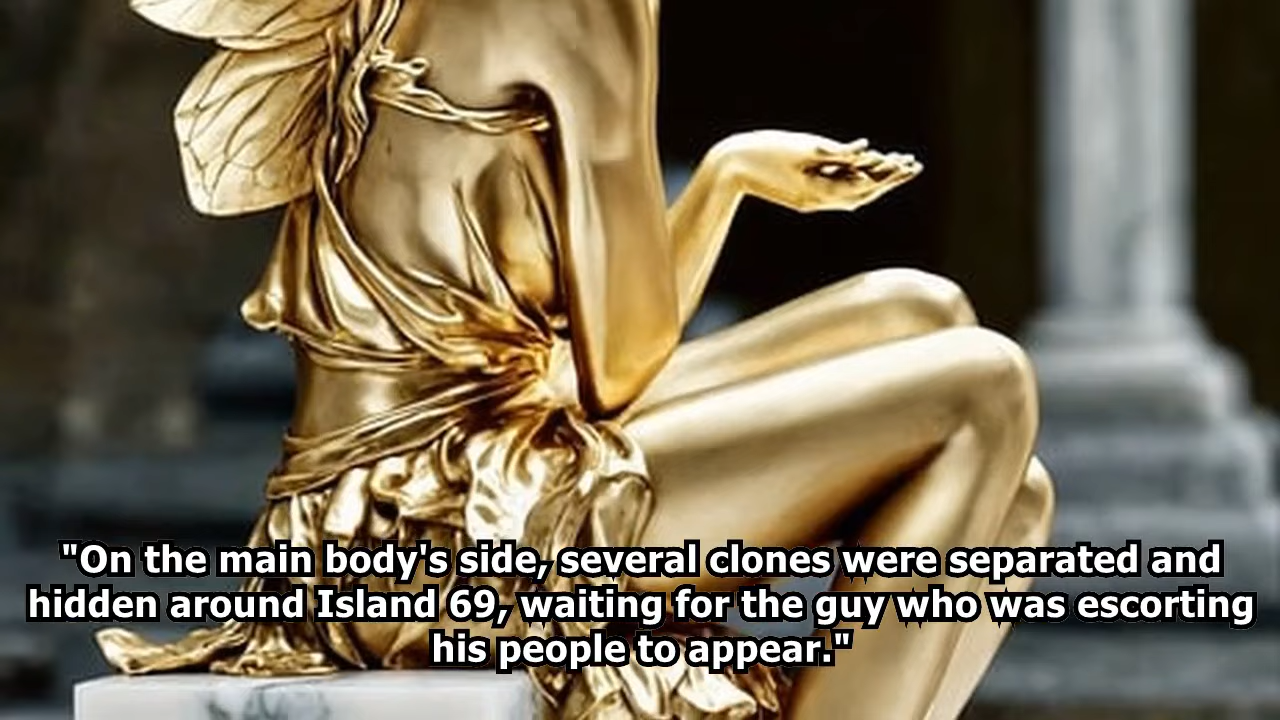 "On the main body's side, several clones were separated and
hidden around Island 69, waiting for the guy who was escorting
his people to appear."